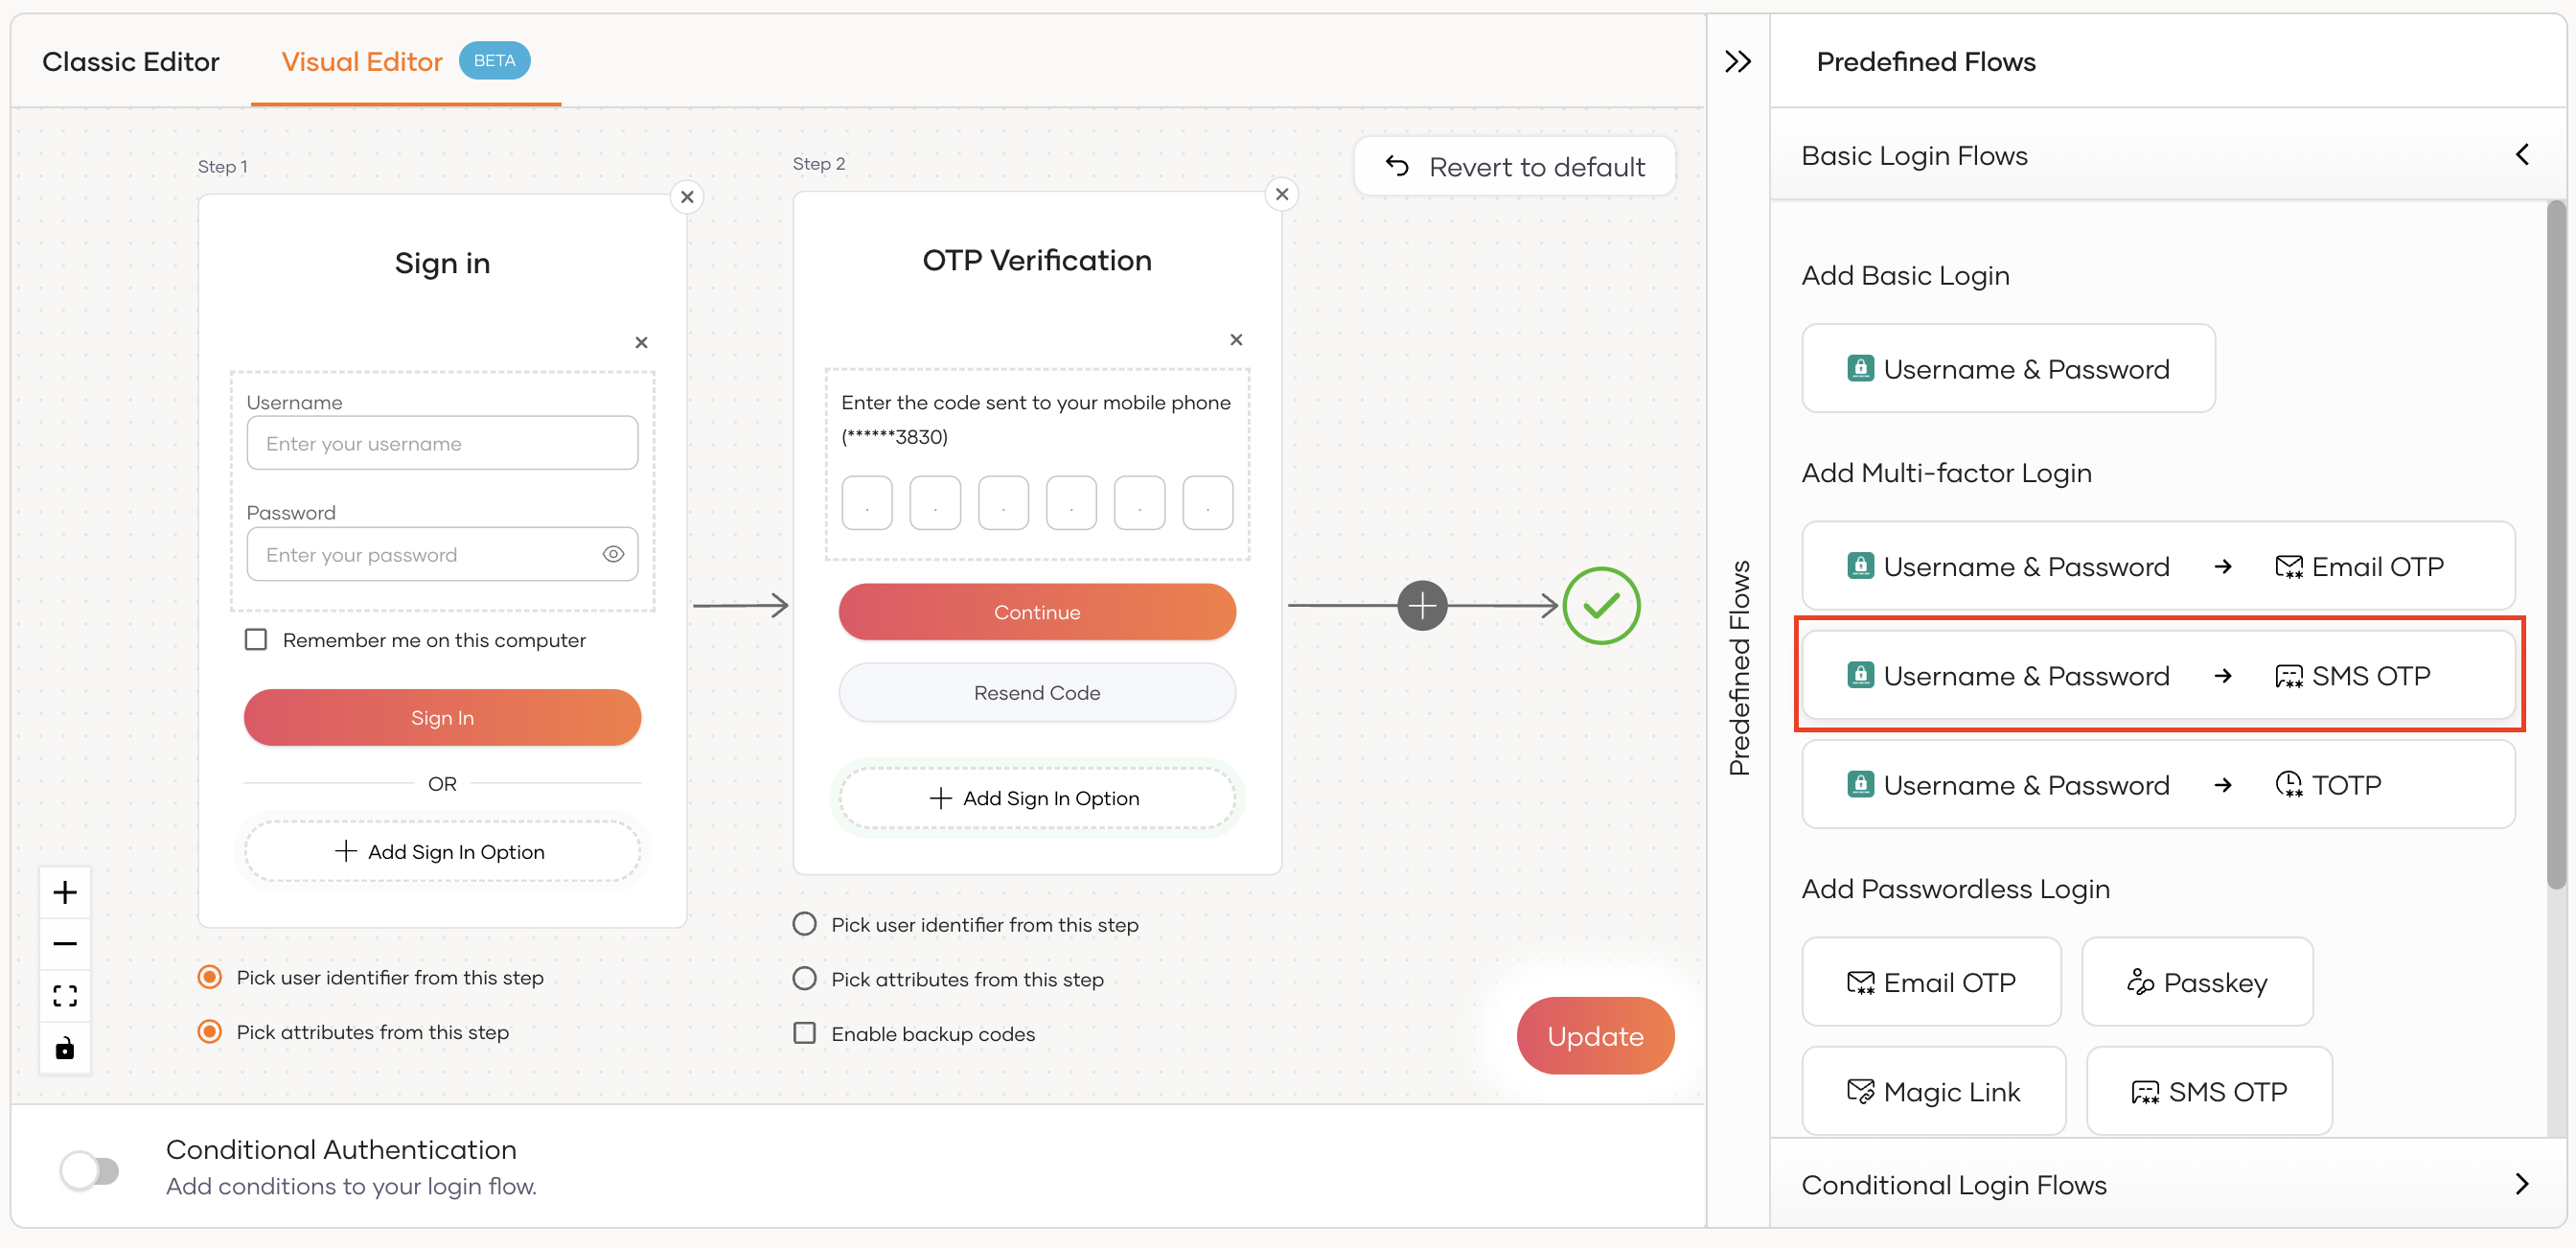 Classic Editor
Visual Editor BETA
Revert to default
Step 1
Sign in
Username
Enter your username
Password
Enter your password
Remember me on this computer
Sign In
OR
Add Sign In Option
Pick user identifier from this step
Pick attributes from this step
Step 2
OTP Verification
Enter the code sent to your mobile phone
(******3830)
Continue
Resend Code
Add Sign In Option
Pick user identifier from this step
Pick attributes from this step
Enable backup codes
Update
Conditional Authentication
Add conditions to your login flow.
Predefined Flows
Predefined Flows
Basic Login Flows
Add Basic Login
Username & Password
Add Multi-factor Login
Username & Password → Email OTP
Username & Password → SMS OTP
Username & Password → TOTP
Add Passwordless Login
Email OTP Passkey
Magic Link SMS OTP
Conditional Login Flows